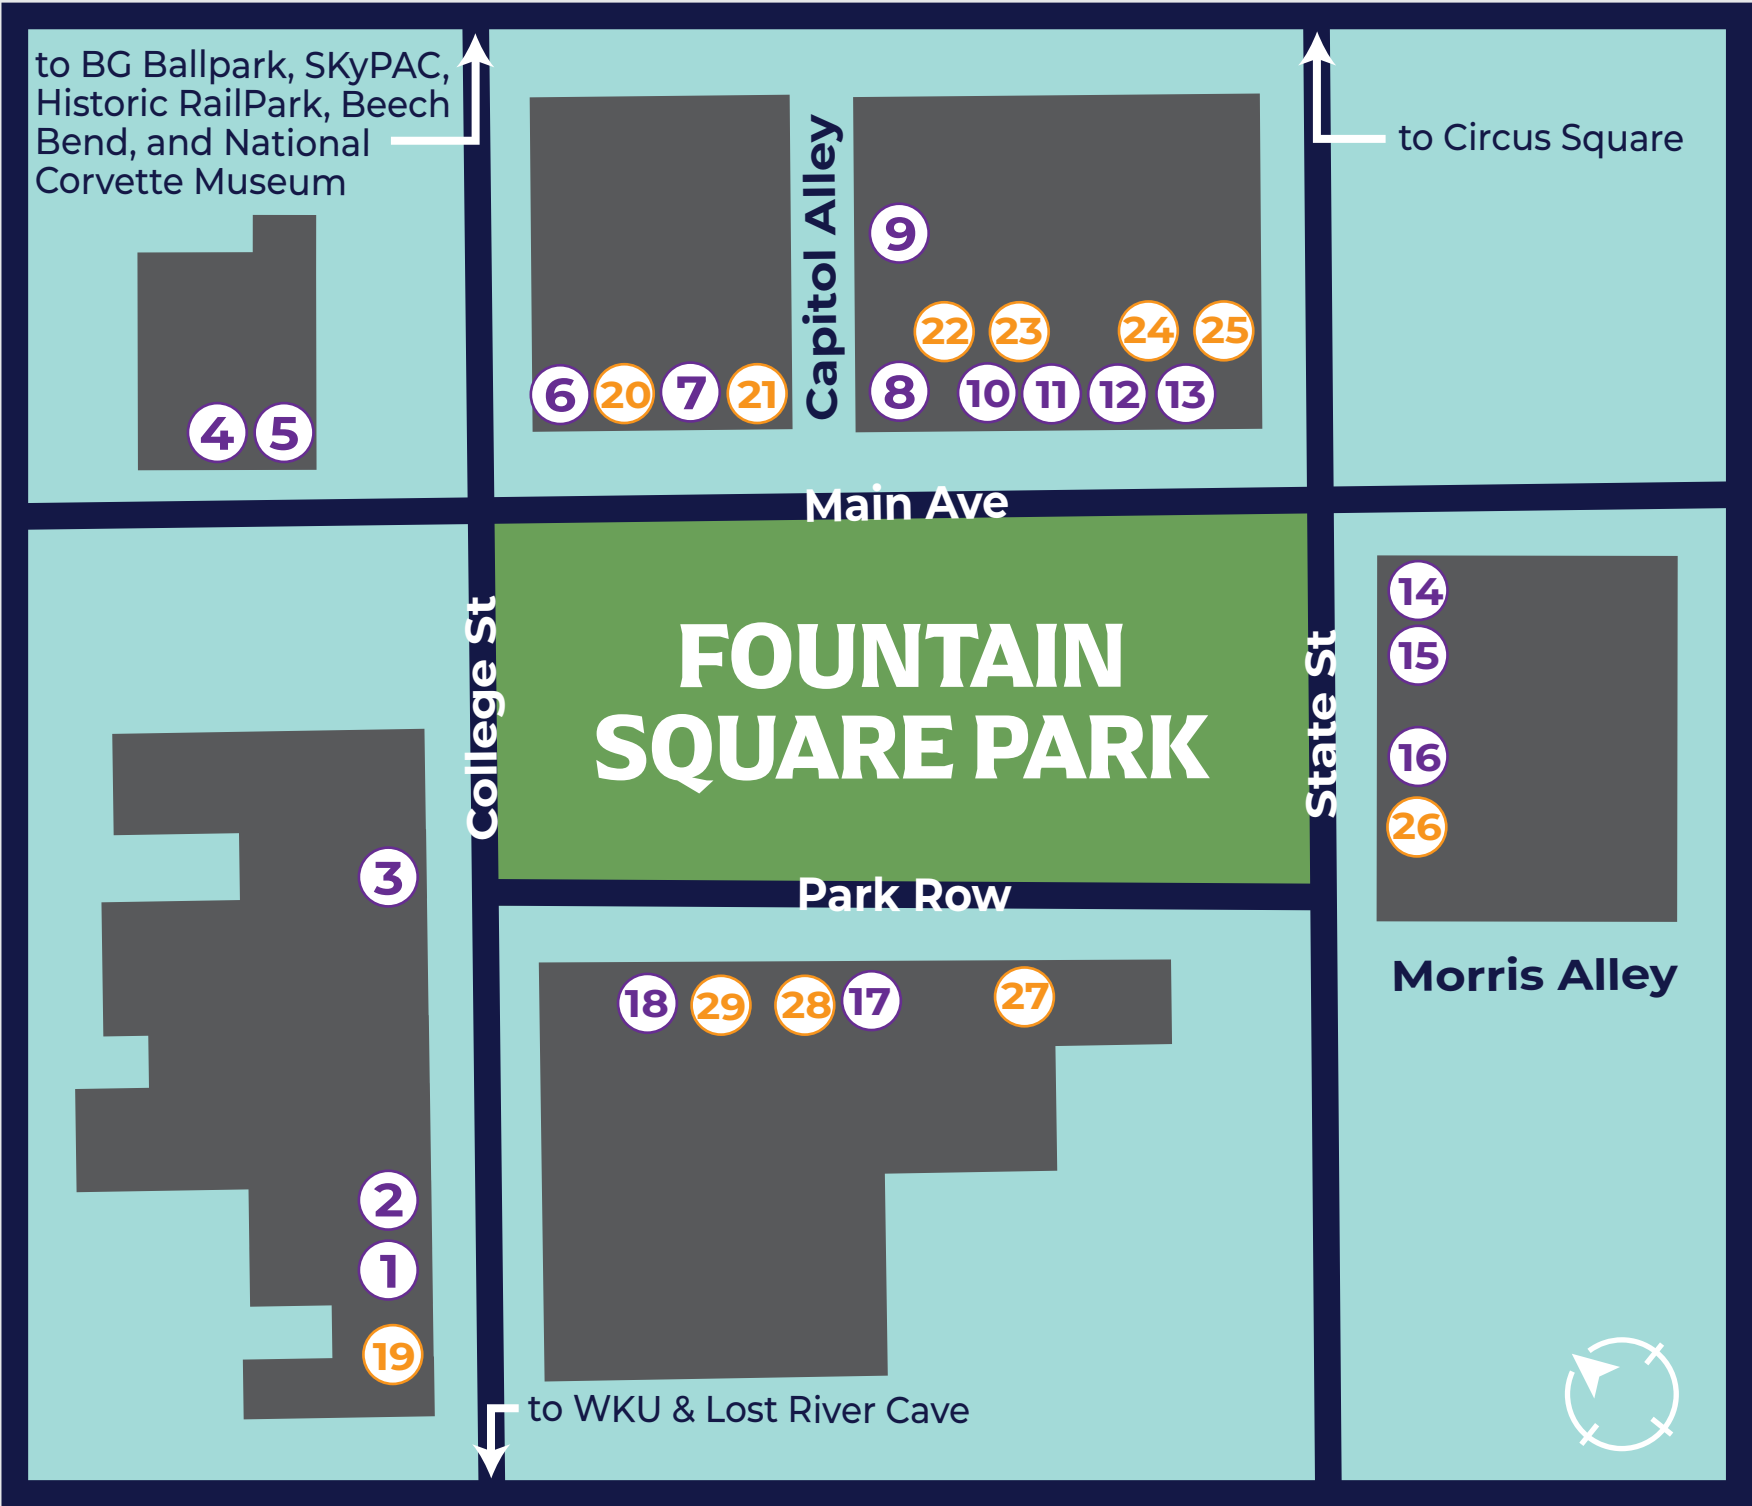 to BG Ballpark, SKyPAC,
Historic RailPark, Beech
Bend, and National
Corvette Museum
to Circus Square
Capitol Alley
9
22 23 24 25
6 20 7 21
8 10 11 12 13
4 5
Main Ave
College St
FOUNTAIN
SQUARE PARK
State St
14
15
16
26
3
Park Row
18 29 28 17 27
Morris Alley
2
1
19
to WKU & Lost River Cave